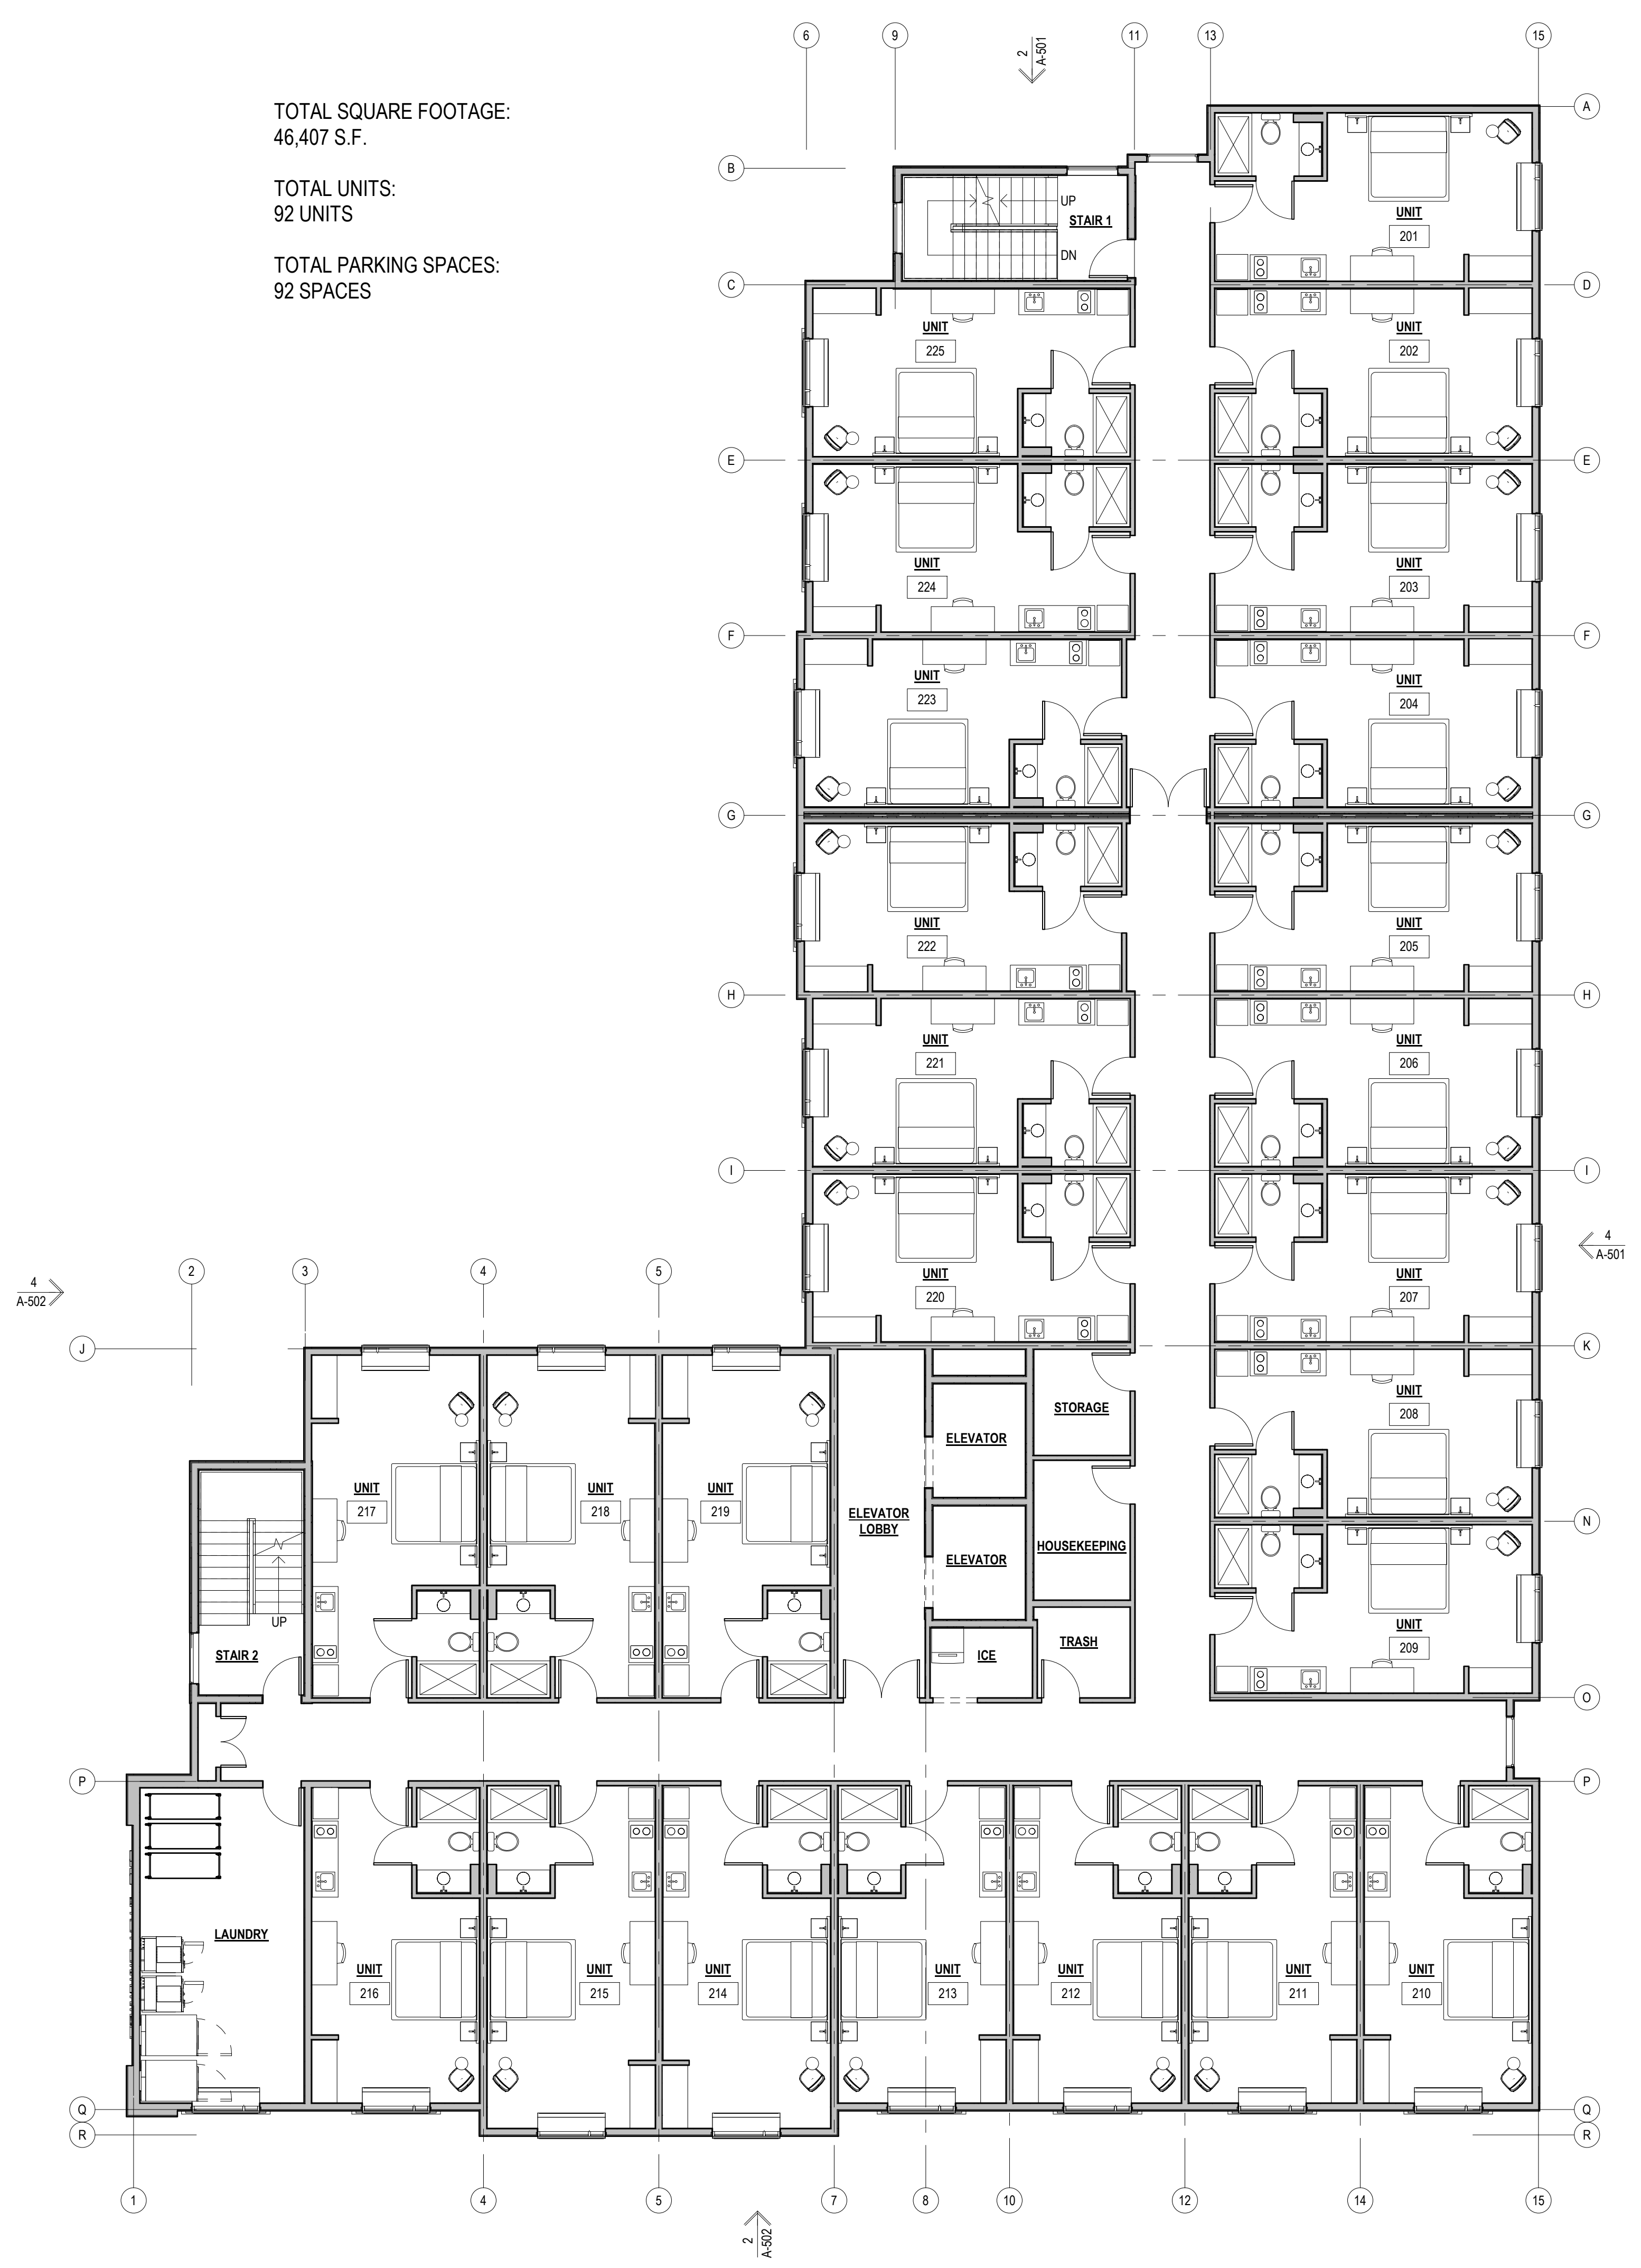 6
9
2
A-501
11
13
15
TOTAL SQUARE FOOTAGE:
46,407 S.F.
TOTAL UNITS:
92 UNITS
TOTAL PARKING SPACES:
92 SPACES
A
B
UP
STAIR 1
DN
UNIT
201
C
D
UNIT
225
UNIT
202
E
E
UNIT
224
UNIT
203
F
F
UNIT
223
UNIT
204
G
G
UNIT
222
UNIT
205
H
H
UNIT
221
UNIT
206
I
I
4
A-501
UNIT
220
UNIT
207
2
3
4
5
4
A-502
J
K
STORAGE
UNIT
208
ELEVATOR
UNIT
217
UNIT
218
UNIT
219
ELEVATOR
LOBBY
N
HOUSEKEEPING
ELEVATOR
UP
STAIR 2
ICE
TRASH
UNIT
209
O
P
P
LAUNDRY
UNIT
216
UNIT
215
UNIT
214
UNIT
213
UNIT
212
UNIT
211
UNIT
210
Q
Q
R
R
1
4
5
7
8
10
12
14
15
2
A-502